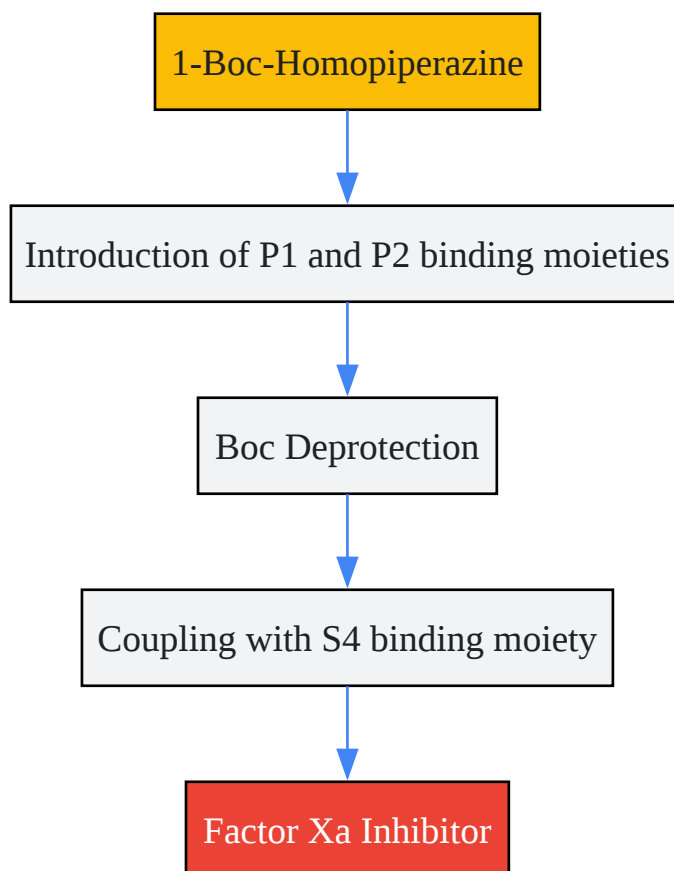 1-Boc-Homopiperazine
Introduction of P1 and P2 binding moieties
Boc Deprotection
Coupling with S4 binding moiety
Factor Xa Inhibitor